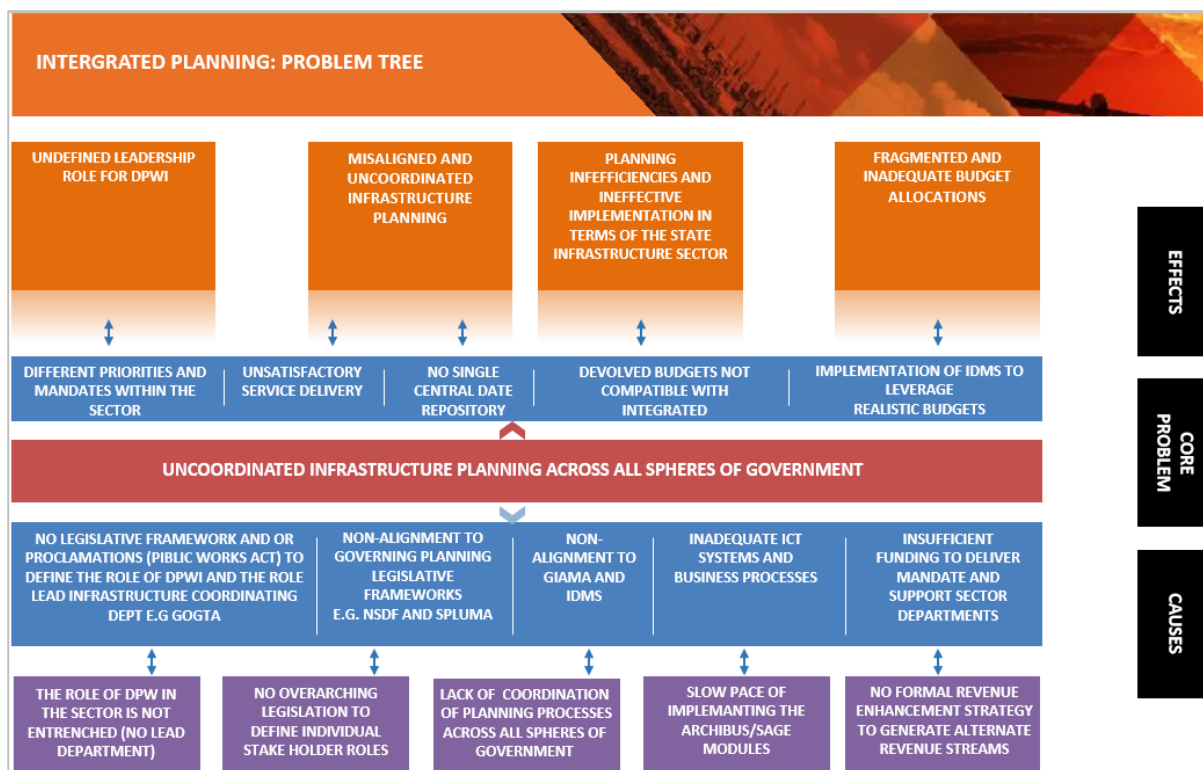 INTERGRATED PLANNING: PROBLEM TREE
UNDEFINED LEADERSHIP
ROLE FOR DPWI
MISALIGNED AND
UNCOORDINATED
INFRASTRUCTURE
PLANNING
PLANNING
INFEFICIENCIES AND
INEFFECTIVE
IMPLEMENTATION IN
TERMS OF THE STATE
INFRASTRUCTURE SECTOR
FRAGMENTED AND
INADEQUATE BUDGET
ALLOCATIONS
EFFECTS
DIFFERENT PRIORITIES AND
MANDATES WITHIN THE
SECTOR
UNSATISFACTORY
SERVICE DELIVERY
NO SINGLE
CENTRAL DATE
REPOSITORY
DEVOLVED BUDGETS NOT
COMPATIBLE WITH
INTEGRATED
IMPLEMENTATION OF IDMS TO
LEVERAGE
REALISTIC BUDGETS
UNCOORDINATED INFRASTRUCTURE PLANNING ACROSS ALL SPHERES OF GOVERNMENT
CORE
PROBLEM
NO LEGISLATIVE FRAMEWORK AND OR
PROCLAMATIONS (PIBLIC WORKS ACT) TO
DEFINE THE ROLE OF DPWI AND THE ROLE
LEAD INFRASTRUCTURE COORDINATING
DEPT E.G GOGTA
NON-ALIGNMENT TO
GOVERNING PLANNING
LEGISLATIVE
FRAMEWORKS
E.G. NSDF AND SPLUMA
NON-
ALIGNMENT TO
GIAMA AND
IDMS
INADEQUATE ICT
SYSTEMS AND
BUSINESS PROCESSES
INSUFFICIENT
FUNDING TO DELIVER
MANDATE AND
SUPPORT SECTOR
DEPARTMENTS
CAUSES
THE ROLE OF DPW IN
THE SECTOR IS NOT
ENTRENCHED (NO LEAD
DEPARTMENT)
NO OVERARCHING
LEGISLATION TO
DEFINE INDIVIDUAL
STAKE HOLDER ROLES
LACK OF COORDINATION
OF PLANNING PROCESSES
ACROSS ALL SPHERES OF
GOVERNMENT
SLOW PACE OF
IMPLEMANTING THE
ARCHIBUS/SAGE
MODULES
NO FORMAL REVENUE
ENHANCEMENT STRATEGY
TO GENERATE ALTERNATE
REVENUE STREAMS